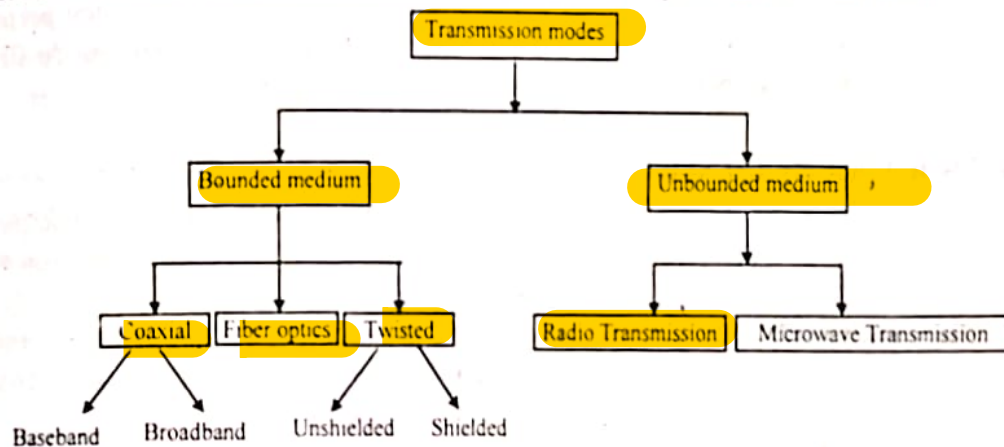 Transmission modes
Bounded medium
Unbounded medium
Coaxial
Fiber optics
Twisted
Radio Transmission
Microwave Transmission
Baseband
Broadband
Unshielded
Shielded